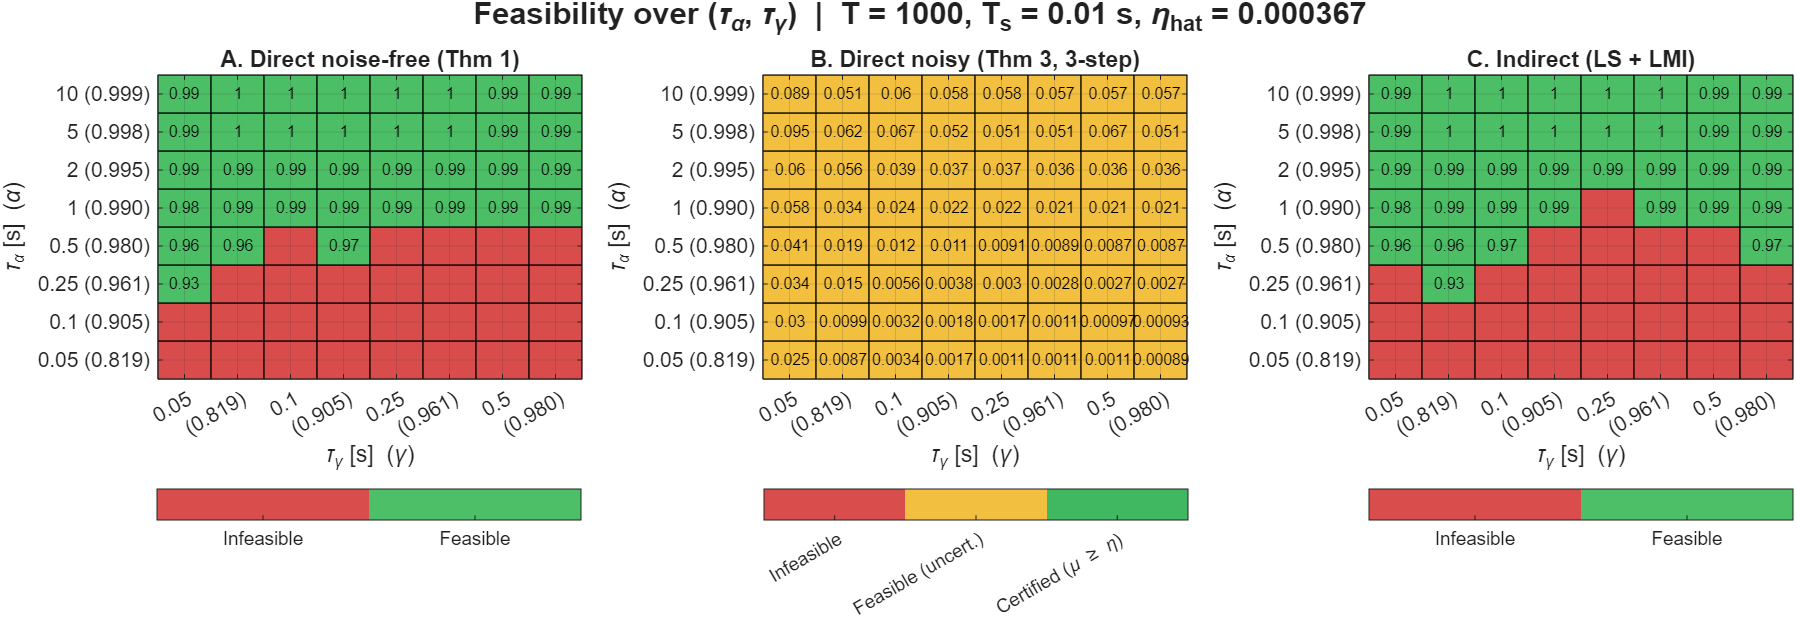 Feasibility over (τα, τγ) | T = 1000, Ts = 0.01 s, ηhat = 0.000367
A. Direct noise-free (Thm 1)
τα [s] (α)
10 (0.999) 0.99 1 1 1 1 1 0.99 0.99
5 (0.998) 0.99 1 1 1 1 1 0.99 0.99
2 (0.995) 0.99 0.99 0.99 0.99 0.99 0.99 0.99 0.99
1 (0.990) 0.98 0.99 0.99 0.99 0.99 0.99 0.99 0.99
0.5 (0.980) 0.96 0.96 0.97
0.25 (0.961) 0.93
0.1 (0.905)
0.05 (0.819)
0.05 (0.819) 0.1 (0.905) 0.25 (0.961) 0.5 (0.980)
τγ [s] (γ)
Infeasible Feasible
B. Direct noisy (Thm 3, 3-step)
τα [s] (α)
10 (0.999) 0.089 0.051 0.06 0.058 0.058 0.057 0.057 0.057
5 (0.998) 0.095 0.062 0.067 0.052 0.051 0.051 0.067 0.051
2 (0.995) 0.06 0.056 0.039 0.037 0.037 0.036 0.036 0.036
1 (0.990) 0.058 0.034 0.024 0.022 0.022 0.021 0.021 0.021
0.5 (0.980) 0.041 0.019 0.012 0.011 0.0091 0.0089 0.0087 0.0087
0.25 (0.961) 0.034 0.015 0.0056 0.0038 0.003 0.0028 0.0027 0.0027
0.1 (0.905) 0.03 0.0099 0.0032 0.0018 0.0017 0.0011 0.00097 0.00093
0.05 (0.819) 0.025 0.0087 0.0034 0.0017 0.0011 0.0011 0.0011 0.00089
0.05 (0.819) 0.1 (0.905) 0.25 (0.961) 0.5 (0.980)
τγ [s] (γ)
Infeasible Feasible (uncert.) Certified (μ ≥ η)
C. Indirect (LS + LMI)
τα [s] (α)
10 (0.999) 0.99 1 1 1 1 1 0.99 0.99
5 (0.998) 0.99 1 1 1 1 1 0.99 0.99
2 (0.995) 0.99 0.99 0.99 0.99 0.99 0.99 0.99 0.99
1 (0.990) 0.98 0.99 0.99 0.99 0.99 0.99 0.99
0.5 (0.980) 0.96 0.96 0.97 0.97
0.25 (0.961) 0.93
0.1 (0.905)
0.05 (0.819)
0.05 (0.819) 0.1 (0.905) 0.25 (0.961) 0.5 (0.980)
τγ [s] (γ)
Infeasible Feasible